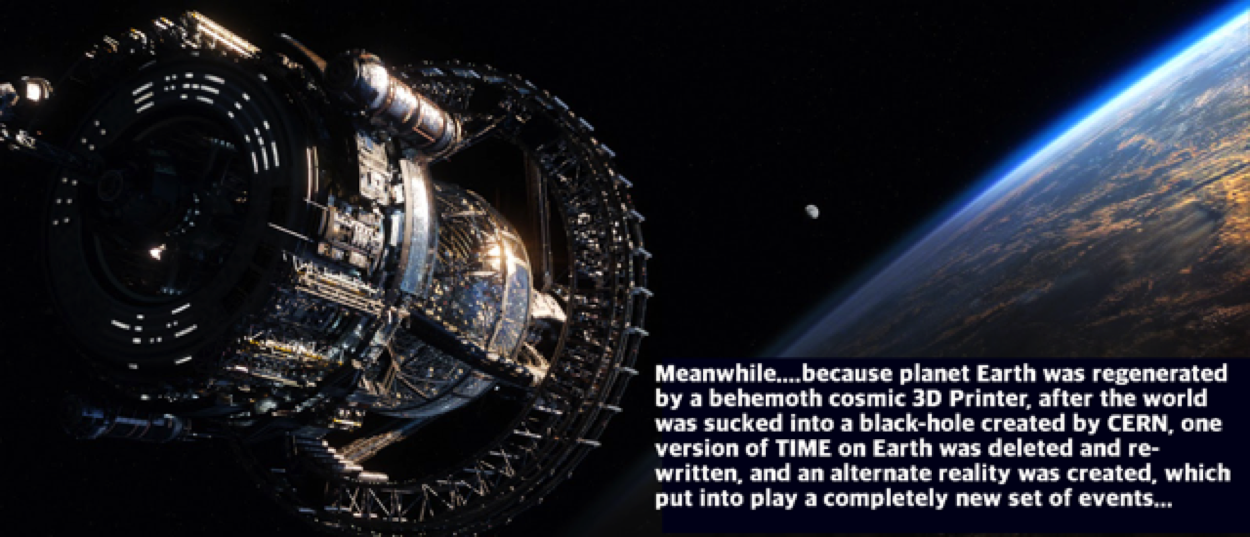 Meanwhile....because planet Earth was regenerated
by a behemoth cosmic 3D Printer, after the world
was sucked into a black-hole created by CERN, one
version of TIME on Earth was deleted and re-
written, and an alternate reality was created, which
put into play a completely new set of events...